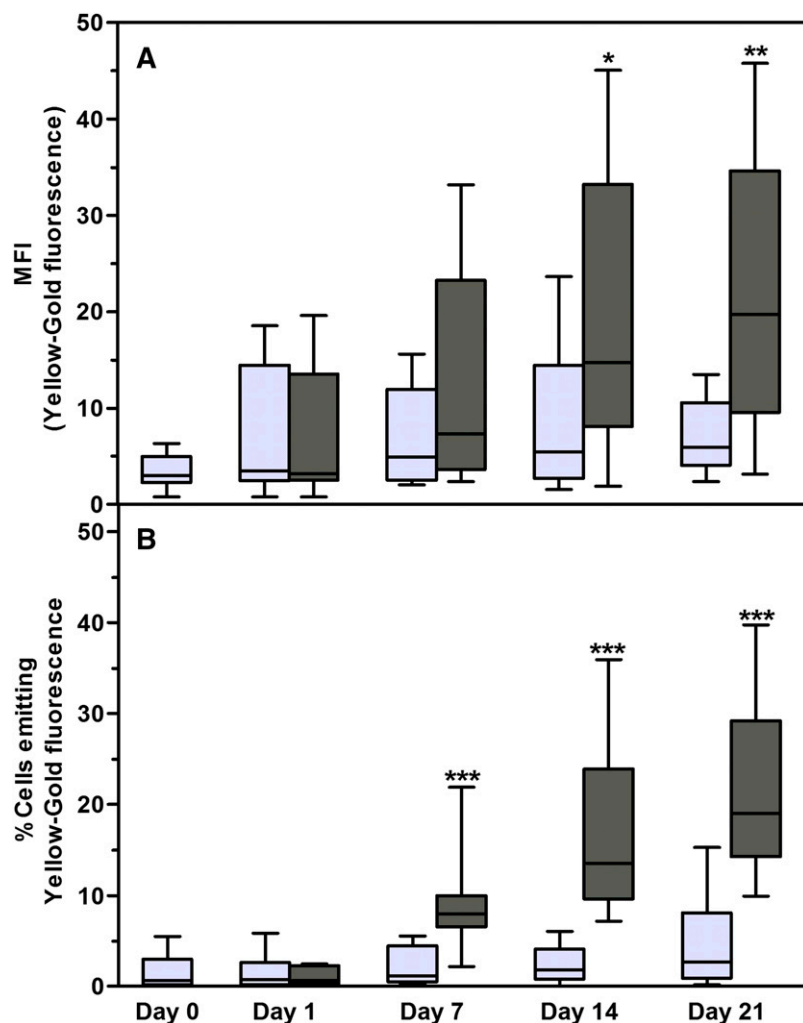 A
MFI
(Yellow-Gold fluorescence)
50
40
30
20
10
0
*
**
B
% Cells emitting
Yellow-Gold fluorescence
50
40
30
20
10
0
***
***
***
Day 0 Day 1 Day 7 Day 14 Day 21